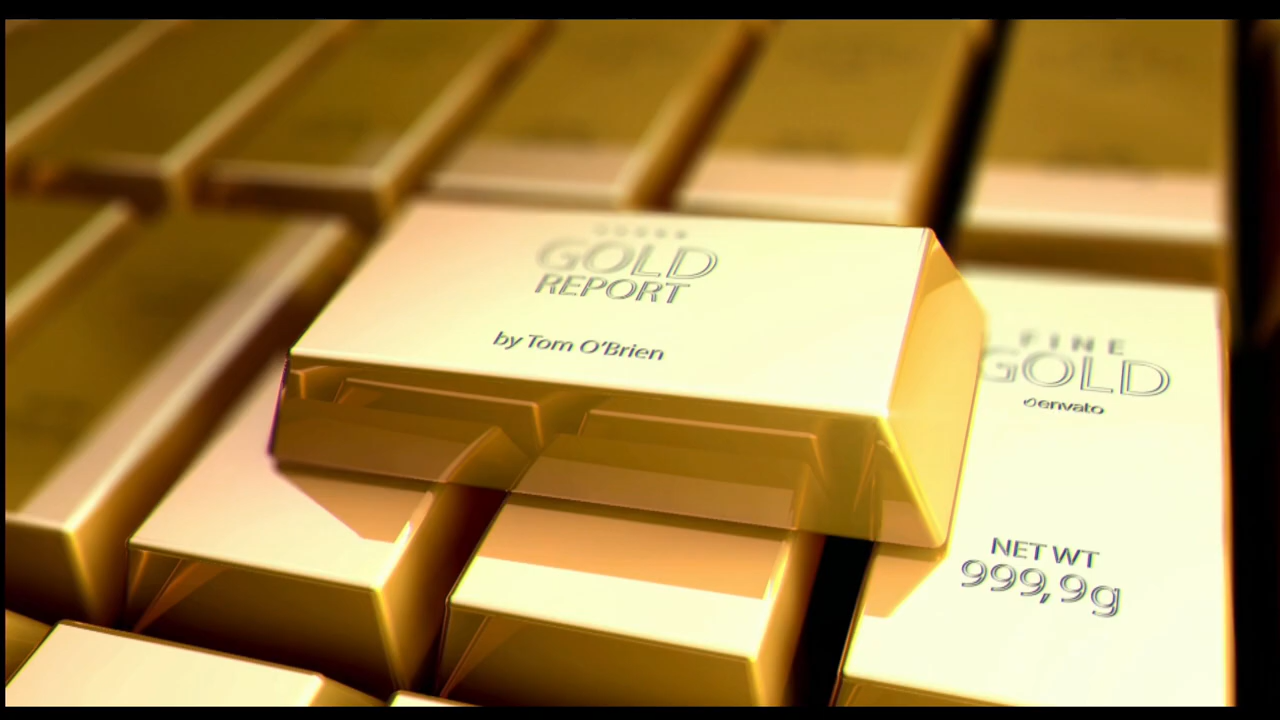 GOLD
REPORT
by Tom O'Brien
FINE
GOLD
envato
NET WT
999,9g